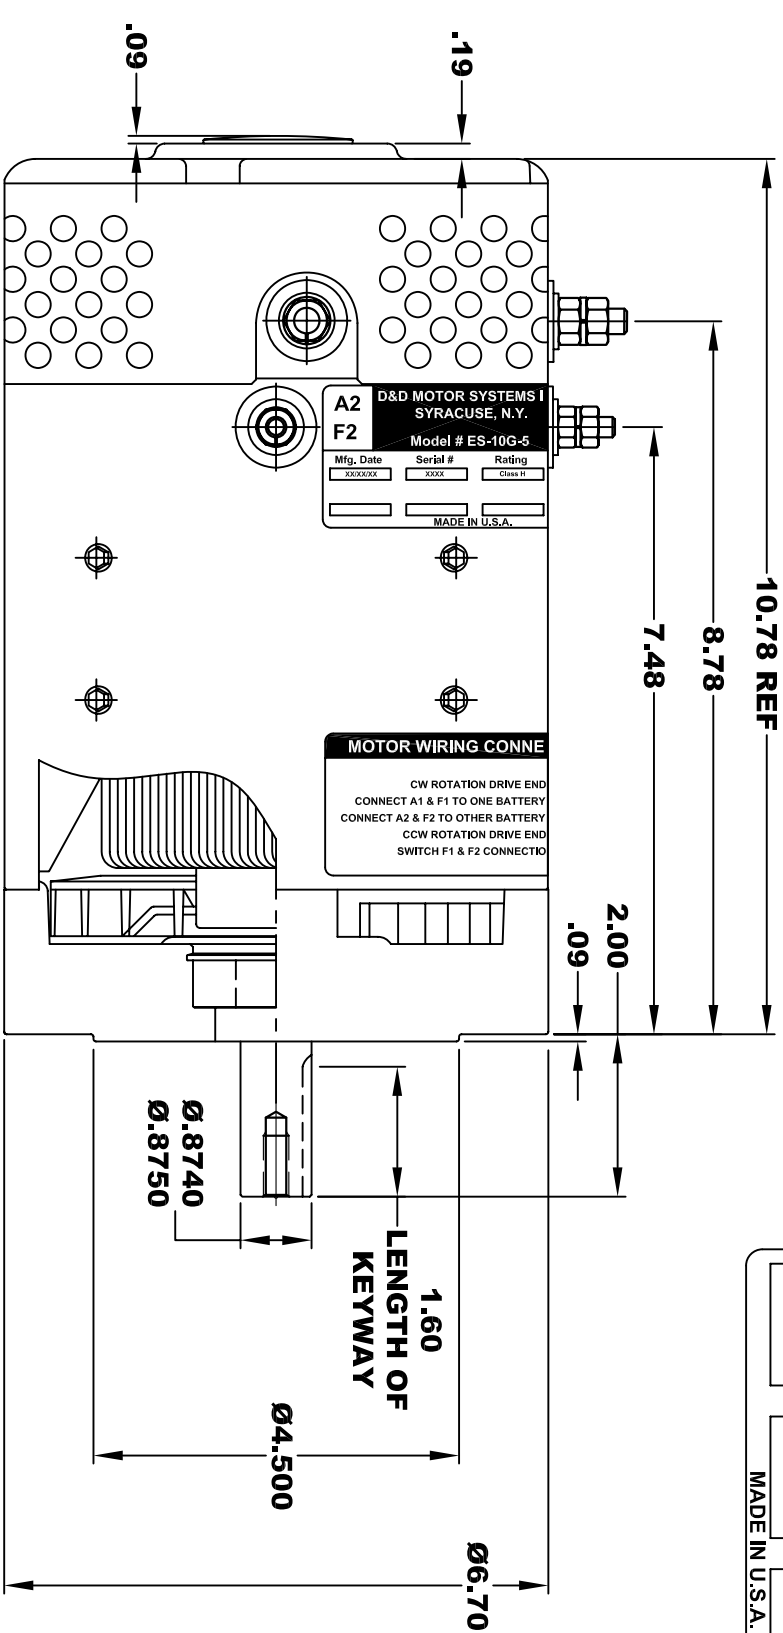 .09
.19
10.78 REF
8.78
7.48
A2
F2
D&D MOTOR SYSTEMS I
SYRACUSE, N.Y.
Model # ES-10G-5
Mfg. Date Serial # Rating
XX/XX/XX XXXX Class H
MADE IN U.S.A.
MOTOR WIRING CONNE
CW ROTATION DRIVE END
CONNECT A1 & F1 TO ONE BATTERY
CONNECT A2 & F2 TO OTHER BATTERY
CCW ROTATION DRIVE END
SWITCH F1 & F2 CONNECTIO
2.00
.09
Ø.8740
Ø.8750
1.60
LENGTH OF
KEYWAY
Ø4.500
Ø6.70
MADE IN U.S.A.